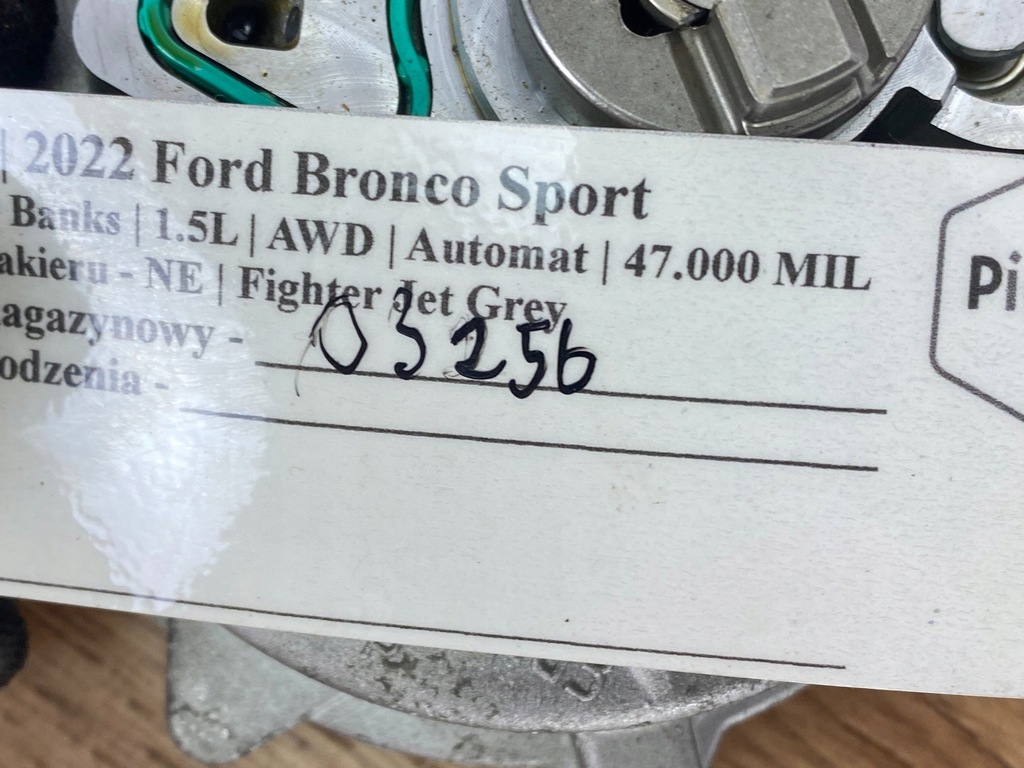 | 2022 Ford Bronco Sport
Banks | 1.5L | AWD | Automat | 47.000 MIL
akieru - NE | Fighter Jet Grey
agazynowy - 03256
odzenia -
Pi